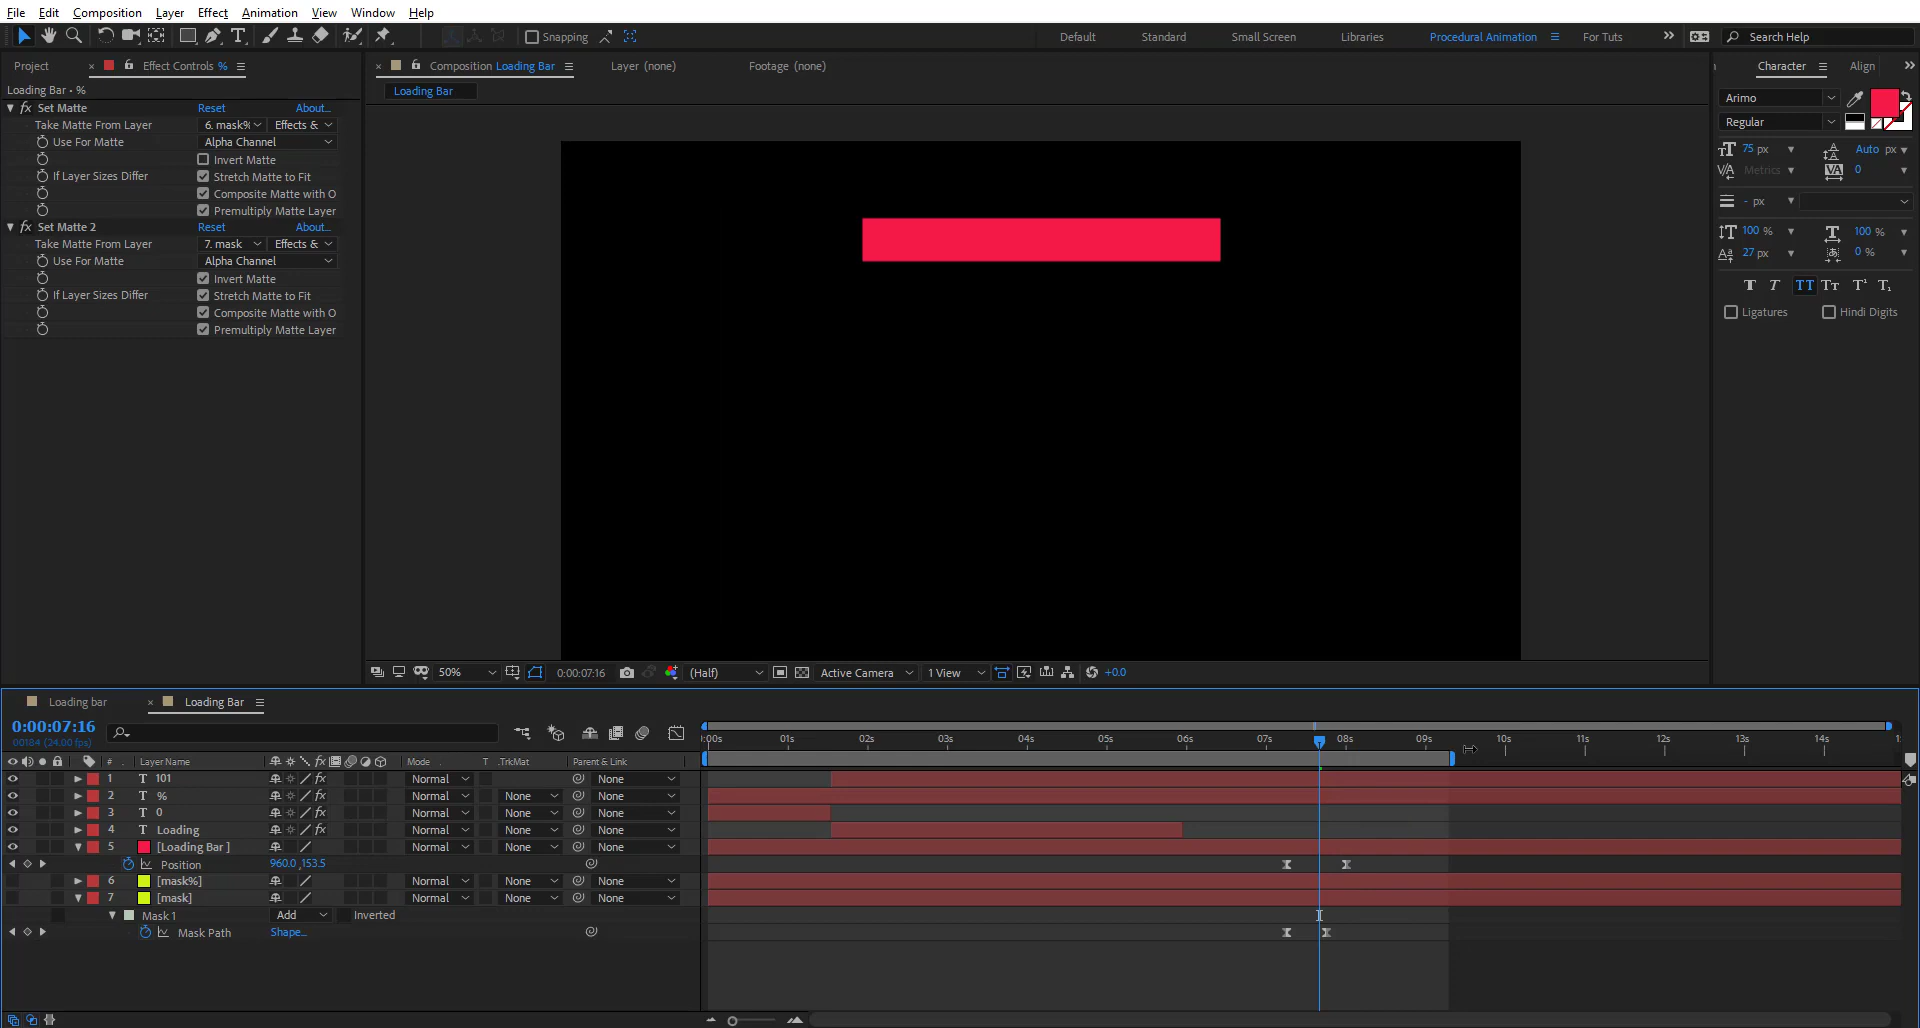 File Edit Composition Layer Effect Animation View Window Help
Snapping Default Standard Small Screen Libraries Procedural Animation For Tuts Search Help
Project Effect Controls % Composition Loading Bar Layer (none) Footage (none) Character Align
Loading Bar • % Loading Bar
fx Set Matte Reset About...
Take Matte From Layer 6. mask% Effects &
Use For Matte Alpha Channel
Invert Matte
If Layer Sizes Differ Stretch Matte to Fit
Composite Matte with O
Premultiply Matte Layer
fx Set Matte 2 Reset About...
Take Matte From Layer 7. mask Effects &
Use For Matte Alpha Channel
Invert Matte
If Layer Sizes Differ Stretch Matte to Fit
Composite Matte with O
Premultiply Matte Layer
Arimo
Regular
75 px Auto px
Metrics 0
- px
100 % 100 %
27 px 0 %
Ligatures Hindi Digits
50% 0:00:07:16 (Half) Active Camera 1 View +0.0
Loading bar Loading Bar
0:00:07:16
00184 (24.00 fps)
:00s 01s 02s 03s 04s 05s 06s 07s 08s 09s 10s 11s 12s 13s 14s 1
# Layer Name fx Mode T .TrkMat Parent & Link
1 T 101 fx Normal None
2 T % fx Normal None None
3 T 0 fx Normal None None
4 T Loading fx Normal None None
5 [Loading Bar ] Normal None None
Position 960.0 ,153.5
6 [mask%] Normal None None
7 [mask] Normal None None
Mask 1 Add Inverted
Mask Path Shape...